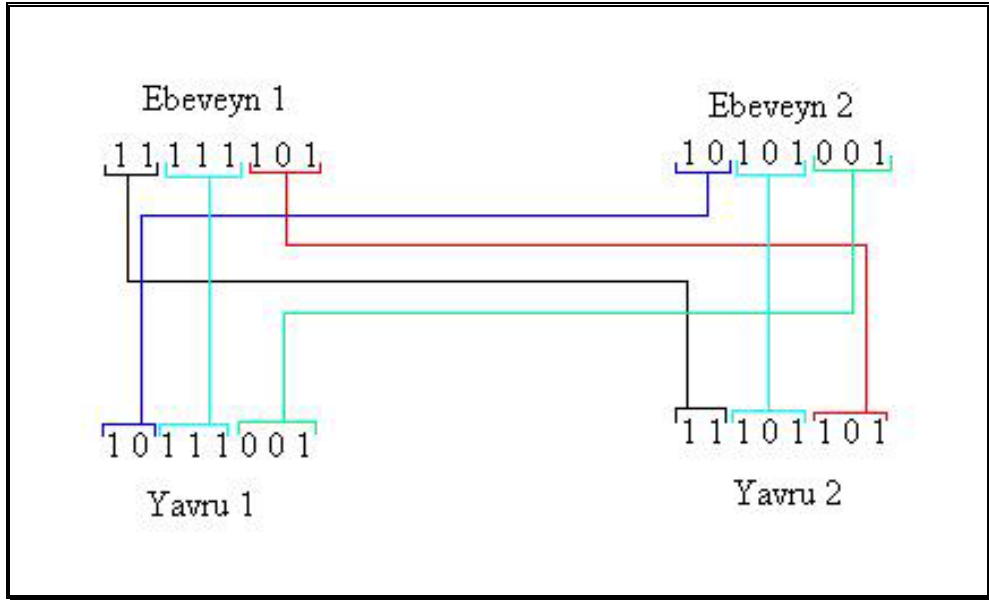 Ebeveyn 1
1 1 1 1 1 1 0 1
Ebeveyn 2
1 0 1 0 1 0 0 1
1 0 1 1 1 0 0 1
Yavru 1
1 1 1 0 1 1 0 1
Yavru 2